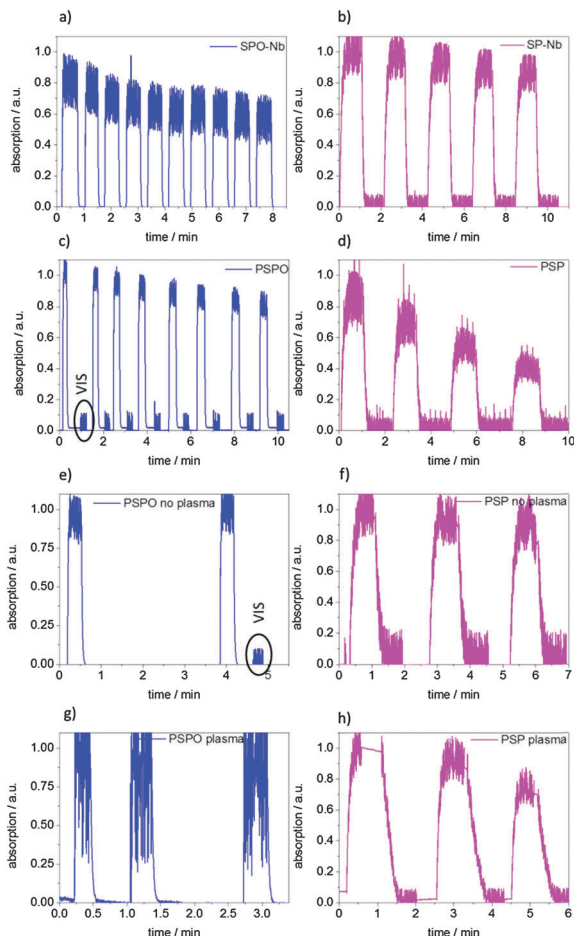 a)
b)
SPO-Nb
SP-Nb
1.0
0.8
0.6
0.4
0.2
0.0
absorption / a.u.
0 1 2 3 4 5 6 7 8
time / min
1.0
0.8
0.6
0.4
0.2
0.0
absorption / a.u.
0 2 4 6 8 10
time / min
c)
d)
PSPO
PSP
VIS
1.0
0.8
0.6
0.4
0.2
0.0
absorption / a.u.
0 2 4 6 8 10
time / min
1.0
0.8
0.6
0.4
0.2
0.0
absorption / a.u.
0 2 4 6 8 10
time / min
e)
f)
PSPO no plasma
PSP no plasma
VIS
1.00
0.75
0.50
0.25
0.00
absorption / a.u.
0 1 2 3 4 5
time / min
1.0
0.8
0.6
0.4
0.2
0.0
absorption / a.u.
0 1 2 3 4 5 6 7
time / min
g)
h)
PSPO plasma
PSP plasma
1.00
0.75
0.50
0.25
0.00
absorption / a.u.
0.0 0.5 1.0 1.5 2.0 2.5 3.0
time / min
1.0
0.8
0.6
0.4
0.2
0.0
absorption / a.u.
0 1 2 3 4 5 6
time / min